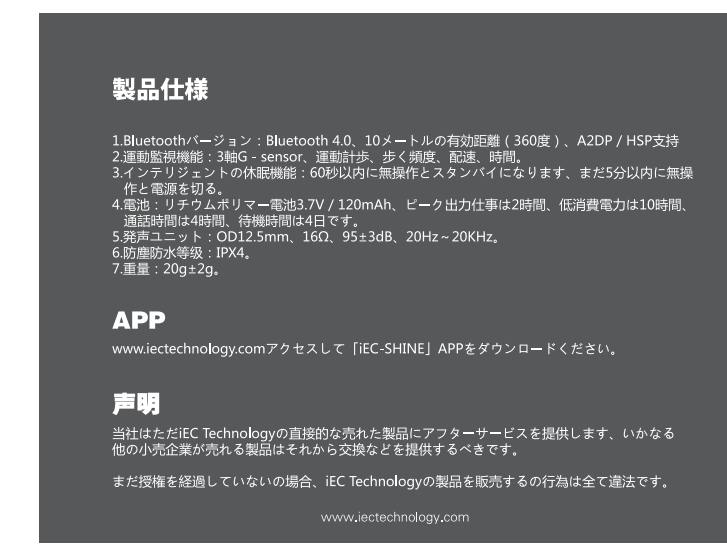 製品仕様
1.Bluetoothバージョン：Bluetooth 4.0、10メートルの有効距離 ( 360度 ) 、A2DP / HSP支持
2.運動監視機能：3軸G - sensor、運動計歩、歩く頻度、配速、時間。
3.インテリジェントの休眠機能：60秒以内に無操作とスタンバイになります、まだ5分以内に無操
作と電源を切る。
4.電池：リチウムポリマー電池3.7V / 120mAh、ピーク出力仕事は2時間、低消費電力は10時間、
通話時間は4時間、待機時間は4日です。
5.発声ユニット：OD12.5mm、16Ω、95±3dB、20Hz～20KHz。
6.防塵防水等级：IPX4。
7.重量：20g±2g。
APP
www.iectechnology.comアクセスして「iEC-SHINE」APPをダウンロードください。
声明
当社はただiEC Technologyの直接的な売れた製品にアフターサービスを提供します、いかなる
他の小売企業が売れる製品はそれから交換などを提供するべきです。
まだ授権を経過していないの場合、iEC Technologyの製品を販売するの行為は全て違法です。
www.iectechnology.com